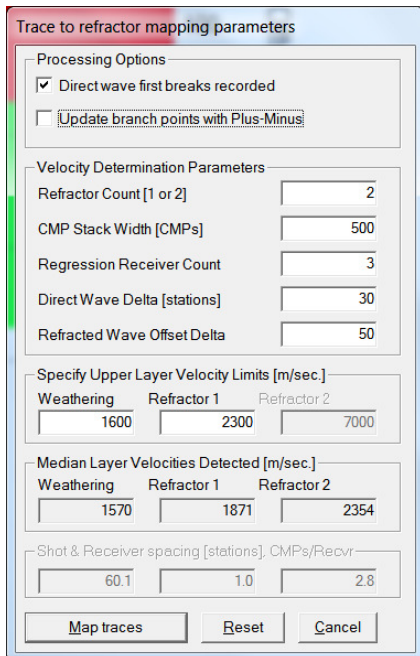 Trace to refractor mapping parameters
Processing Options
Direct wave first breaks recorded
Update branch points with Plus-Minus
Velocity Determination Parameters
Refractor Count [1 or 2] 2
CMP Stack Width [CMPs] 500
Regression Receiver Count 3
Direct Wave Delta [stations] 30
Refracted Wave Offset Delta 50
Specify Upper Layer Velocity Limits [m/sec.]
Weathering Refractor 1 Refractor 2
1600 2300 7000
Median Layer Velocities Detected [m/sec.]
Weathering Refractor 1 Refractor 2
1570 1871 2354
Shot & Receiver spacing [stations], CMPs/Recvr
60.1 1.0 2.8
Map traces Reset Cancel